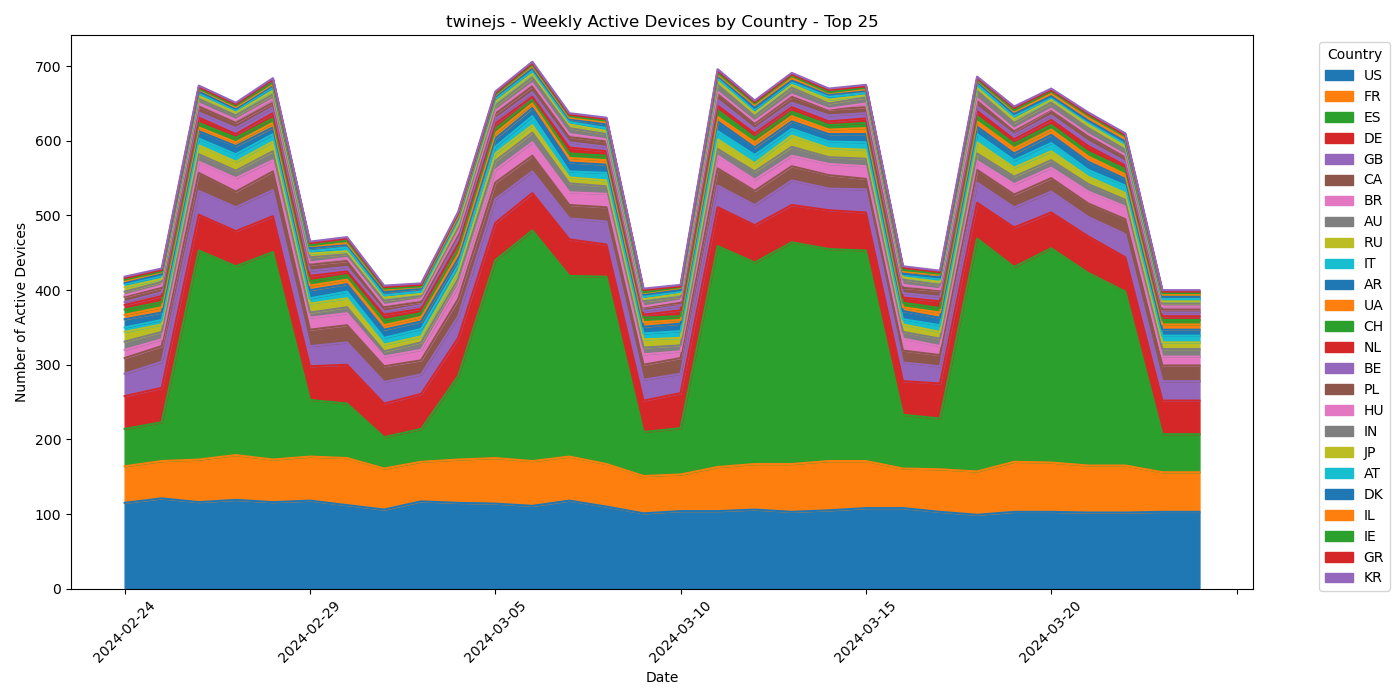 twinejs - Weekly Active Devices by Country - Top 25
700
600
500
400
300
200
100
0
Number of Active Devices
2024-02-24
2024-02-29
2024-03-05
2024-03-10
2024-03-15
2024-03-20
Date
Country
US
FR
ES
DE
GB
CA
BR
AU
RU
IT
AR
UA
CH
NL
BE
PL
HU
IN
JP
AT
DK
IL
IE
GR
KR